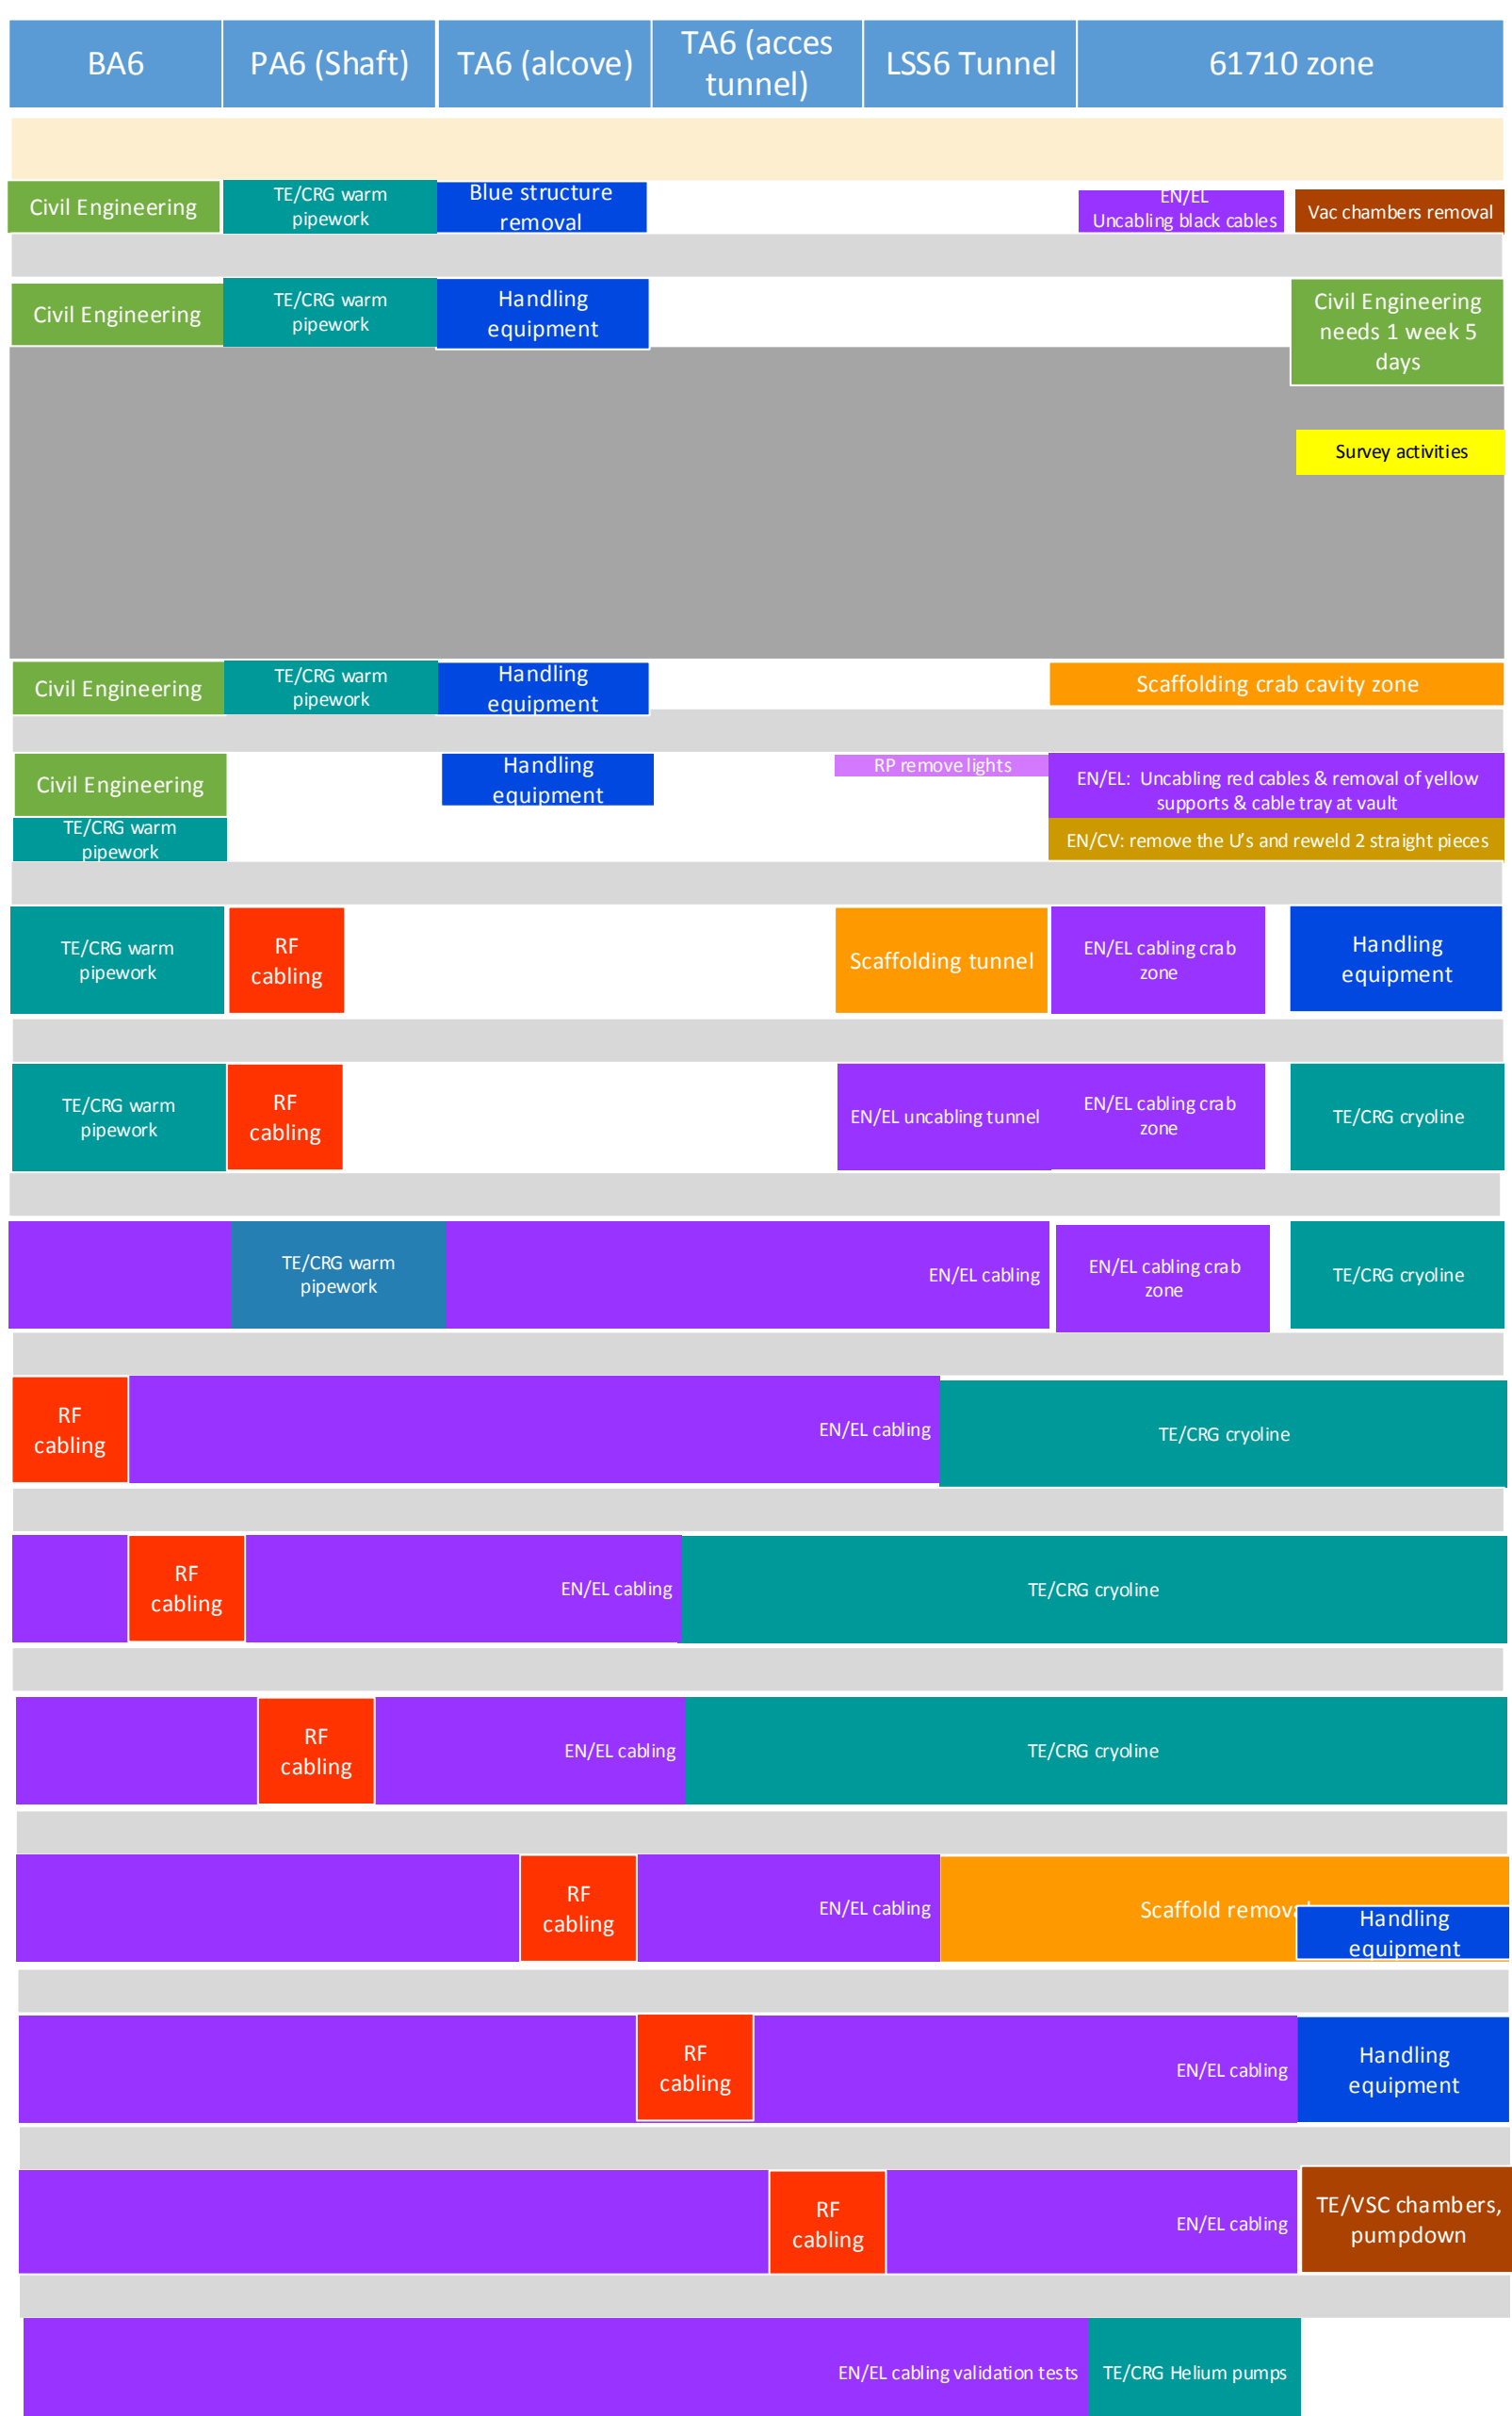 BA6
PA6 (Shaft)
TA6 (alcove)
TA6 (acces
tunnel)
LSS6 Tunnel
61710 zone
Civil Engineering
TE/CRG warm
pipework
Blue structure
removal
EN/EL
Uncabling black cables
Vac chambers removal
Civil Engineering
TE/CRG warm
pipework
Handling
equipment
Civil Engineering
needs 1 week 5
days
Survey activities
Civil Engineering
TE/CRG warm
pipework
Handling
equipment
Scaffolding crab cavity zone
Civil Engineering
Handling
equipment
RP remove lights
EN/EL: Uncabling red cables & removal of yellow
supports & cable tray at vault
TE/CRG warm
pipework
EN/CV: remove the U's and reweld 2 straight pieces
TE/CRG warm
pipework
RF
cabling
Scaffolding tunnel
EN/EL cabling crab
zone
Handling
equipment
TE/CRG warm
pipework
RF
cabling
EN/EL uncabling tunnel
EN/EL cabling crab
zone
TE/CRG cryoline
TE/CRG warm
pipework
EN/EL cabling
EN/EL cabling crab
zone
TE/CRG cryoline
RF
cabling
EN/EL cabling
TE/CRG cryoline
RF
cabling
EN/EL cabling
TE/CRG cryoline
RF
cabling
EN/EL cabling
TE/CRG cryoline
RF
cabling
EN/EL cabling
Scaffold remova
Handling
equipment
RF
cabling
EN/EL cabling
Handling
equipment
RF
cabling
EN/EL cabling
TE/VSC chambers,
pumpdown
EN/EL cabling validation tests
TE/CRG Helium pumps